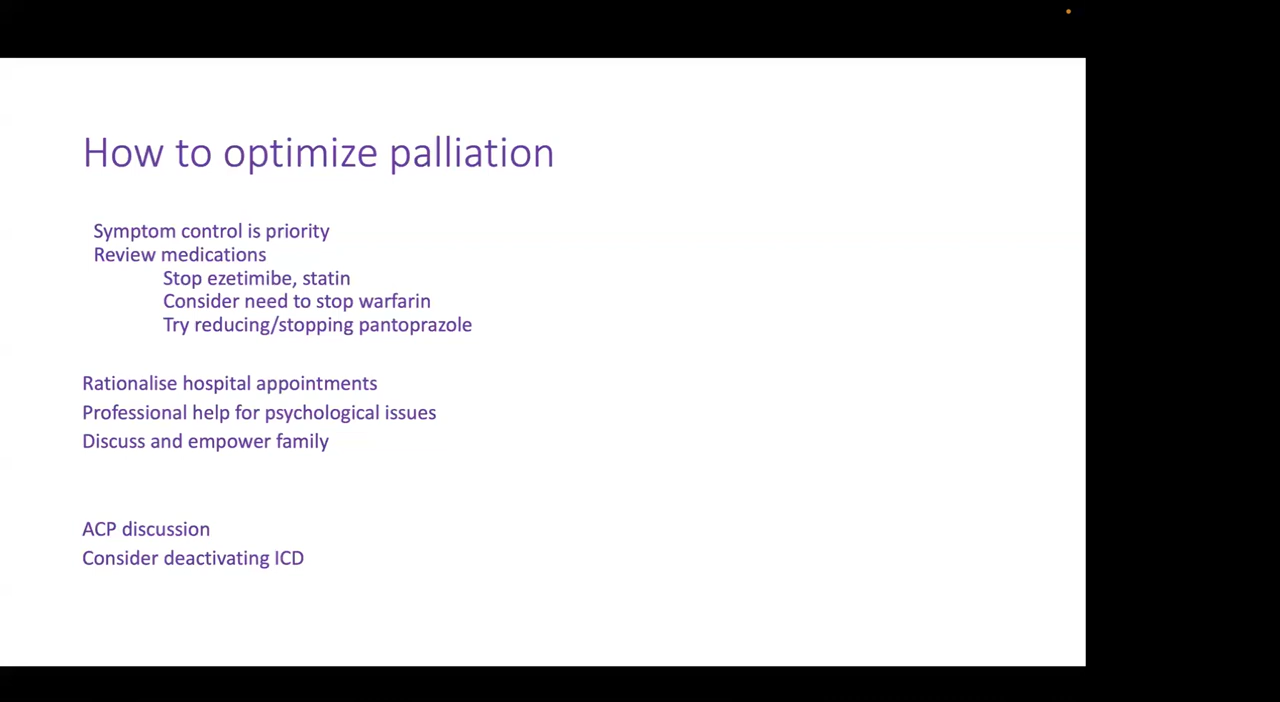 How to optimize palliation
Symptom control is priority
Review medications
Stop ezetimibe, statin
Consider need to stop warfarin
Try reducing/stopping pantoprazole
Rationalise hospital appointments
Professional help for psychological issues
Discuss and empower family
ACP discussion
Consider deactivating ICD